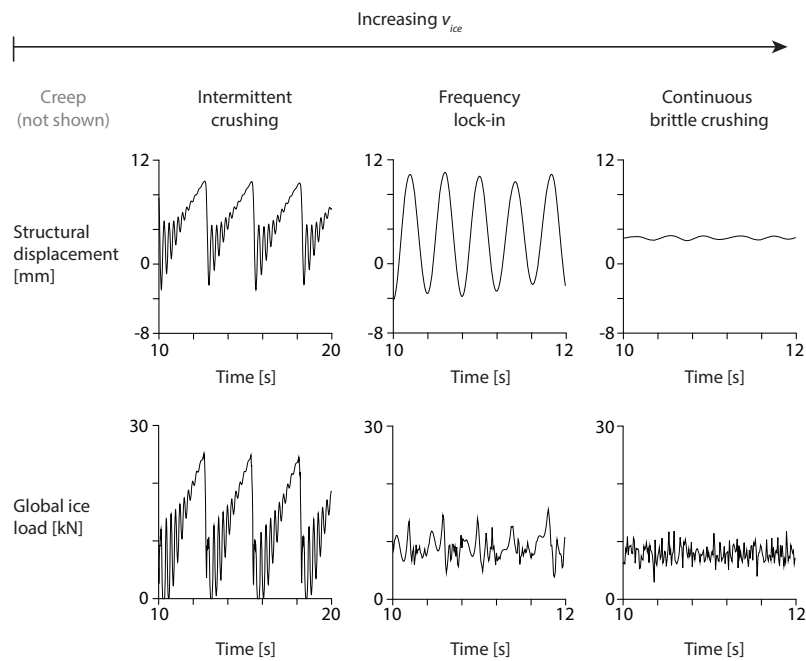 Increasing v_ice
Creep
(not shown)
Intermittent
crushing
Frequency
lock-in
Continuous
brittle crushing
Structural
displacement
[mm]
12
0
-8
10
20
Time [s]
12
0
-8
10
12
Time [s]
12
0
-8
10
12
Time [s]
Global ice
load [kN]
30
0
10
20
Time [s]
30
0
10
12
Time [s]
30
0
10
12
Time [s]